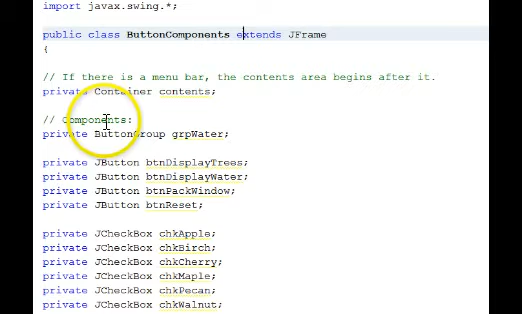 import javax.swing.*;
public class ButtonComponents extends JFrame
{
// If there is a menu bar, the contents area begins after it.
private Container contents;
// Components:
private ButtonGroup grpWater;
private JButton btnDisplayTrees;
private JButton btnDisplayWater;
private JButton btnPackWindow;
private JButton btnReset;
private JCheckBox chkApple;
private JCheckBox chkBirch;
private JCheckBox chkCherry;
private JCheckBox chkMaple;
private JCheckBox chkPecan;
private JCheckBox chkWalnut;